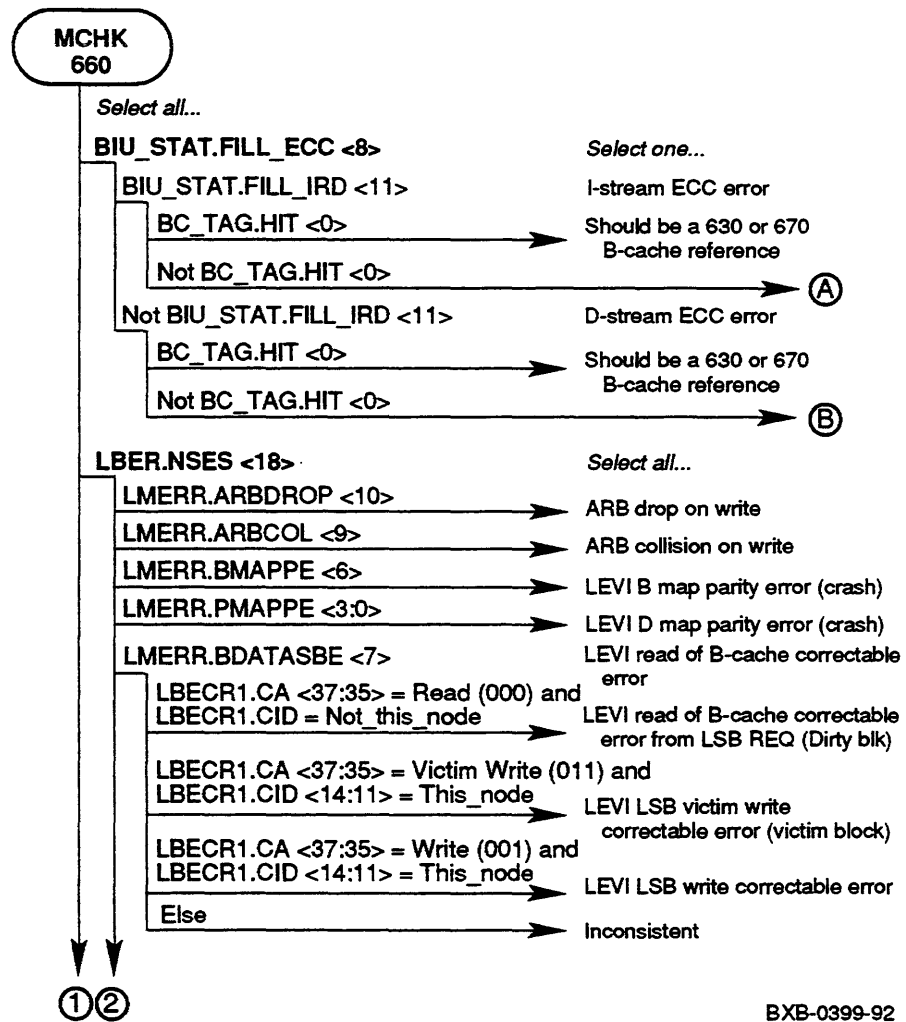 MCHK
660
Select all...
BIU_STAT.FILL_ECC <8> Select one...
BIU_STAT.FILL_IRD <11> I-stream ECC error
BC_TAG.HIT <0> Should be a 630 or 670
B-cache reference
Not BC_TAG.HIT <0> A
Not BIU_STAT.FILL_IRD <11> D-stream ECC error
BC_TAG.HIT <0> Should be a 630 or 670
B-cache reference
Not BC_TAG.HIT <0> B
LBER.NSES <18> Select all...
LMERR.ARBDROP <10> ARB drop on write
LMERR.ARBCOL <9> ARB collision on write
LMERR.BMAPPE <6> LEVI B map parity error (crash)
LMERR.PMAPPE <3:0> LEVI D map parity error (crash)
LMERR.BDATASBE <7> LEVI read of B-cache correctable
error
LBECR1.CA <37:35> = Read (000) and
LBECR1.CID = Not_this_node LEVI read of B-cache correctable
error from LSB REQ (Dirty blk)
LBECR1.CA <37:35> = Victim Write (011) and
LBECR1.CID <14:11> = This_node LEVI LSB victim write
correctable error (victim block)
LBECR1.CA <37:35> = Write (001) and
LBECR1.CID <14:11> = This_node LEVI LSB write correctable error
Else Inconsistent
1 2
BXB-0399-92